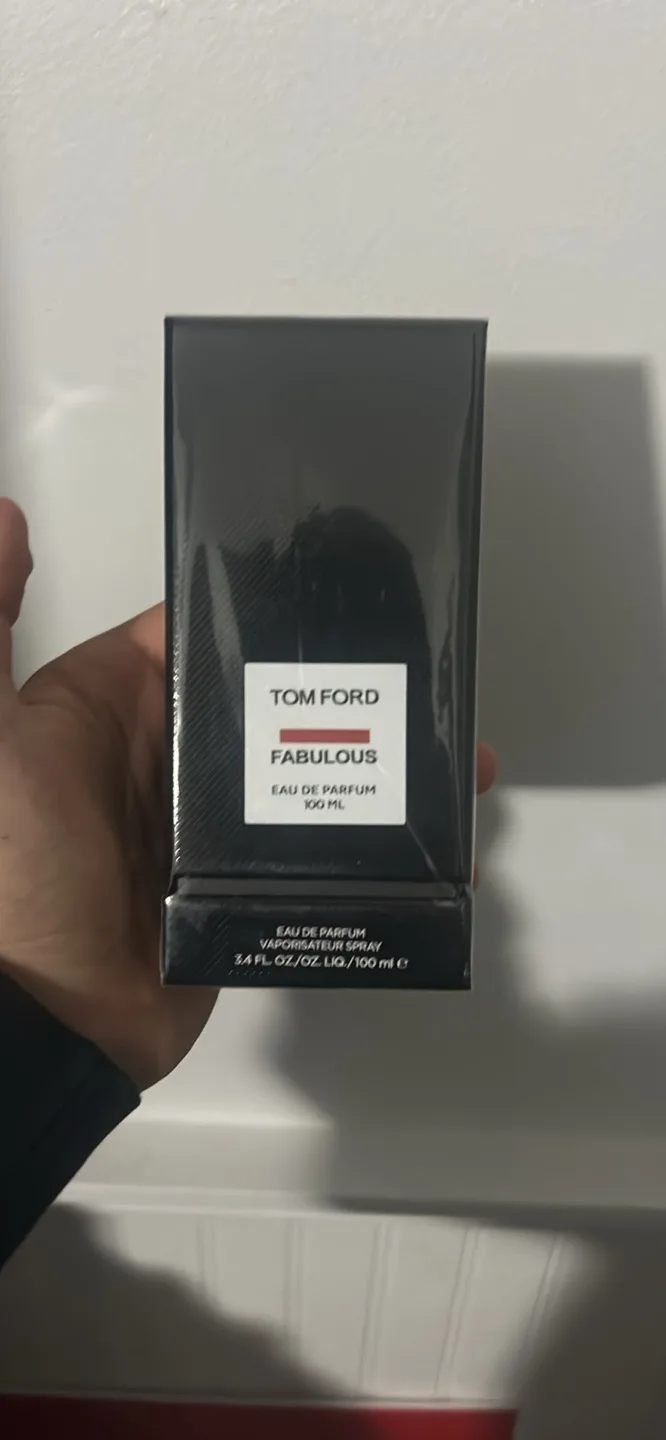 TOM FORD
FABULOUS
EAU DE PARFUM
100 ML
EAU DE PARFUM
VAPORISATEUR SPRAY
3.4 FL. OZ./OZ. LIQ./100 ml ℮